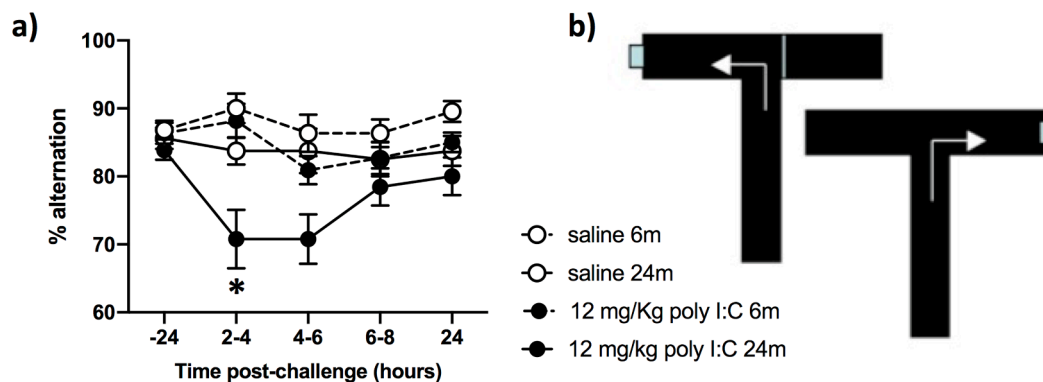 a)
% alternation
100
90
80
70
60
*
-24 2-4 4-6 6-8 24
Time post-challenge (hours)
b)
saline 6m
saline 24m
12 mg/Kg poly I:C 6m
12 mg/kg poly I:C 24m